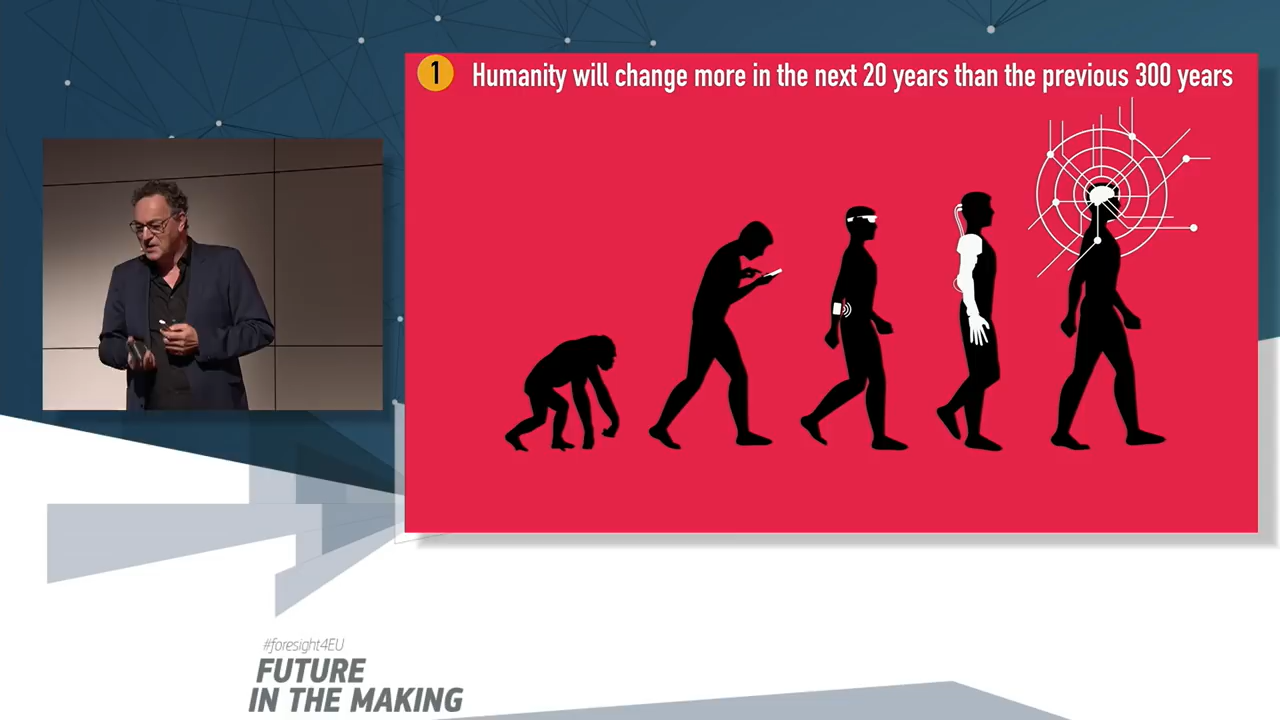 1 Humanity will change more in the next 20 years than the previous 300 years
#foresight4EU
FUTURE
IN THE MAKING